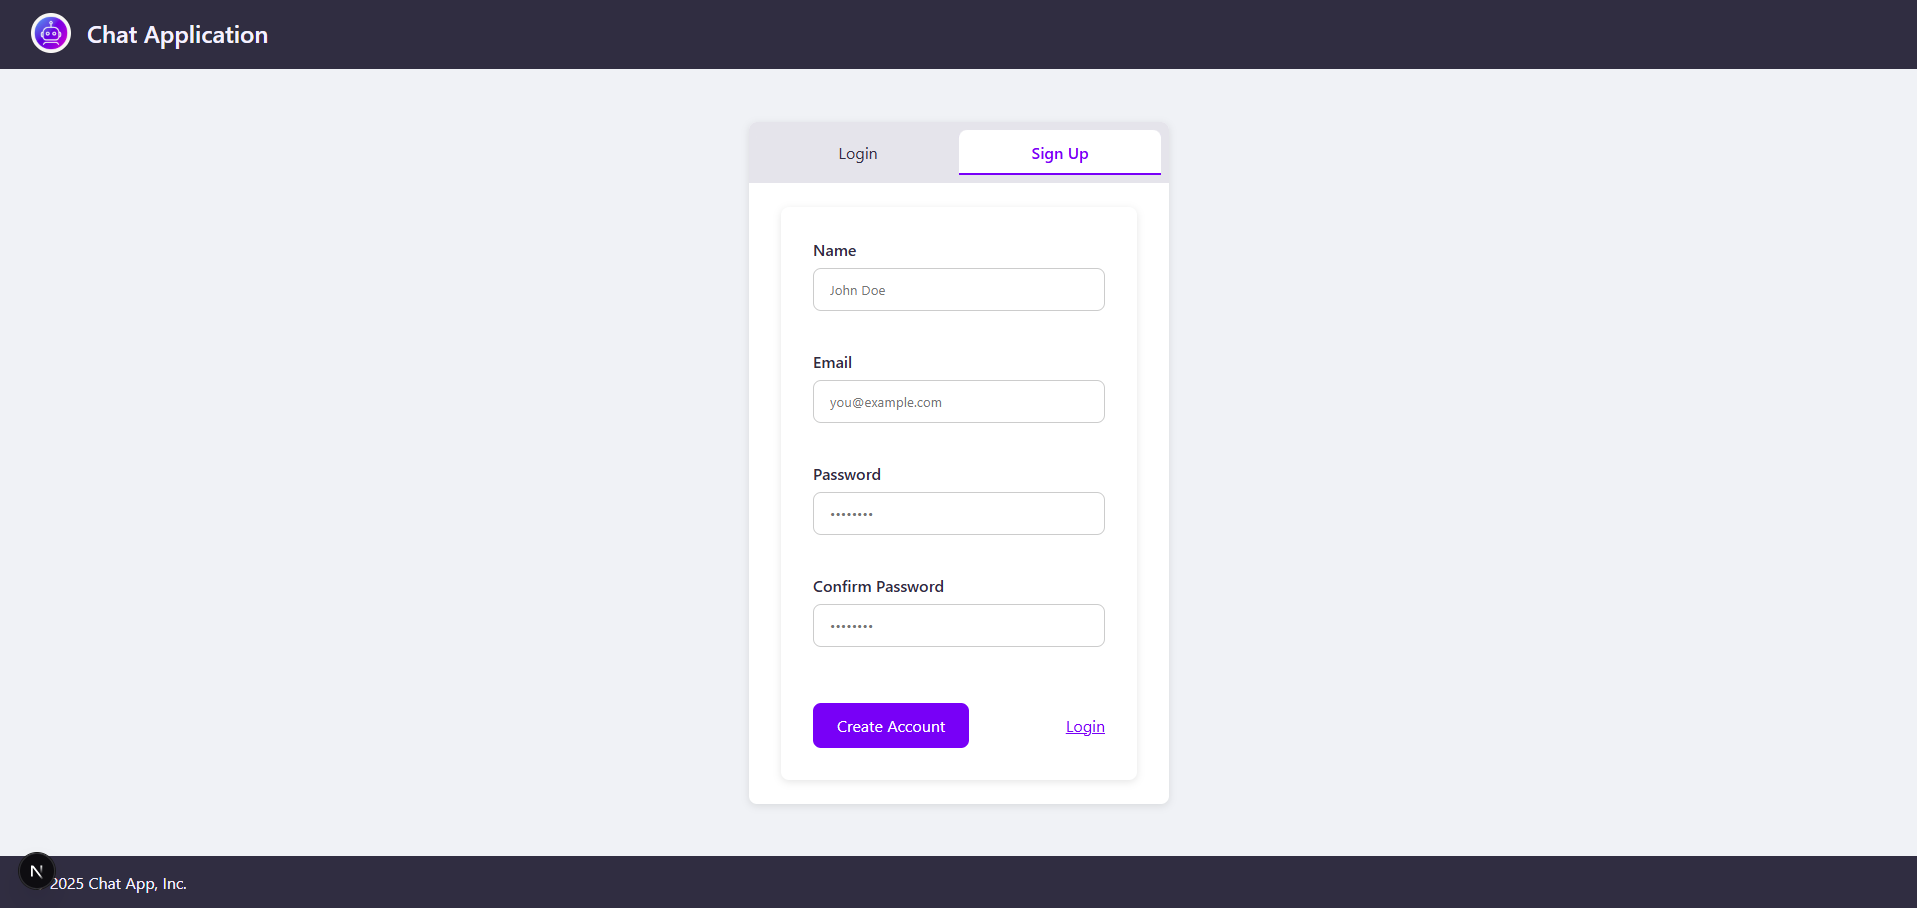 Chat Application
Login
Sign Up
Name
John Doe
Email
you@example.com
Password
••••••••
Confirm Password
••••••••
Create Account
Login
N
2025 Chat App, Inc.